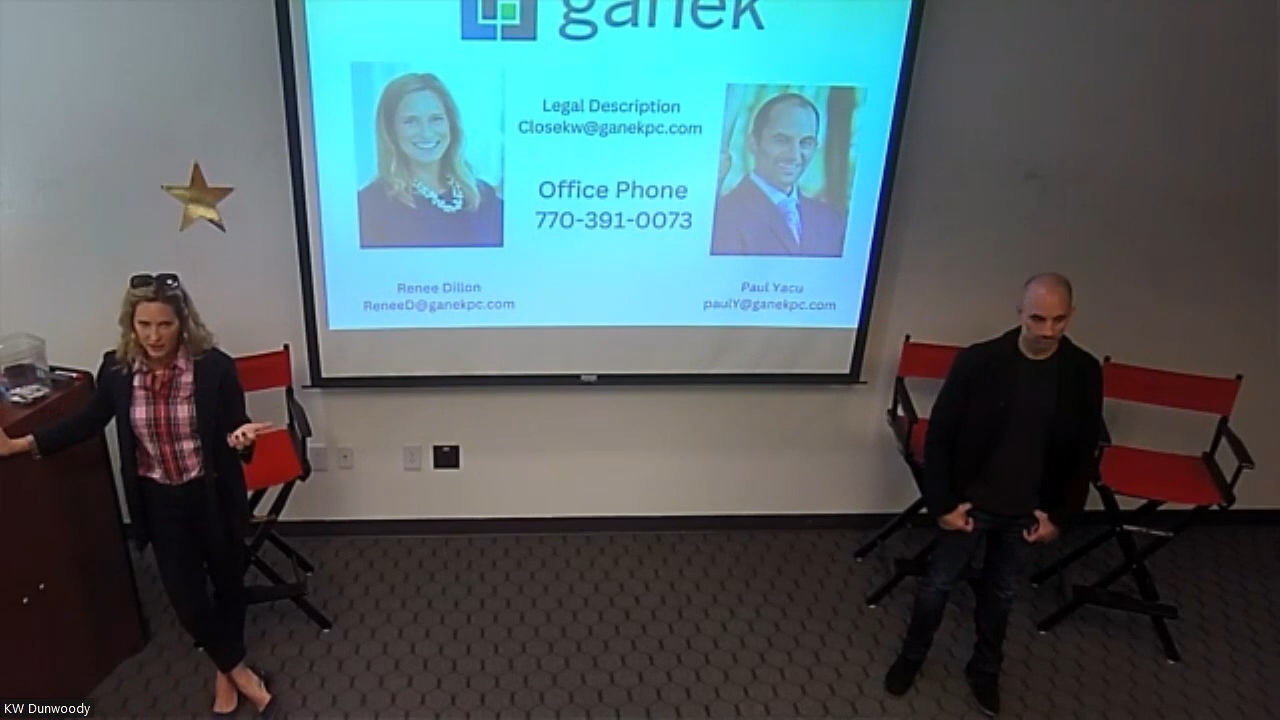 ganek
Legal Description
Closekw@ganekpc.com
Office Phone
770-391-0073
Renee Dillon
ReneeD@ganekpc.com
Paul Yacu
paulY@ganekpc.com
KW Dunwoody